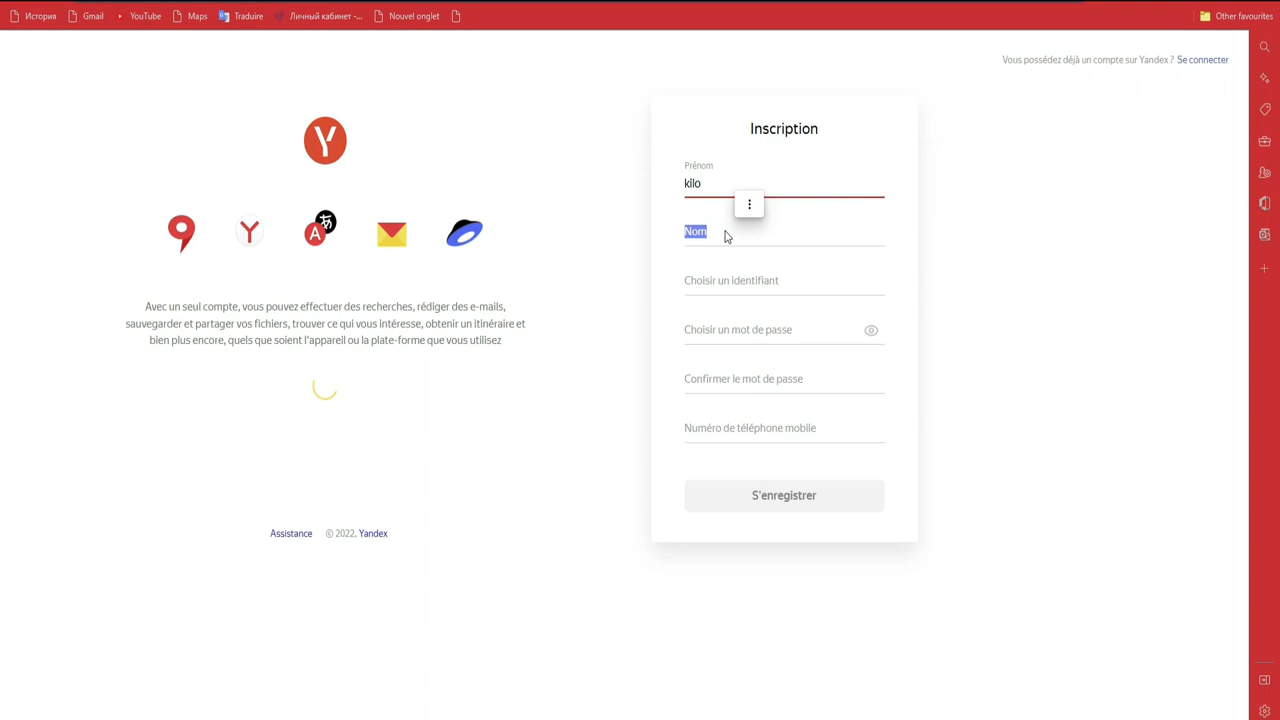 История Gmail YouTube Maps Traduire Личный кабинет -... Nouvel onglet Other favourites
Vous possédez déjà un compte sur Yandex ? Se connecter
Y
Y
A あ
Avec un seul compte, vous pouvez effectuer des recherches, rédiger des e-mails,
sauvegarder et partager vos fichiers, trouver ce qui vous intéresse, obtenir un itinéraire et
bien plus encore, quels que soient l'appareil ou la plate-forme que vous utilisez
Assistance © 2022, Yandex
Inscription
Prénom
kilo
Nom
Choisir un identifiant
Choisir un mot de passe
Confirmer le mot de passe
Numéro de téléphone mobile
S'enregistrer